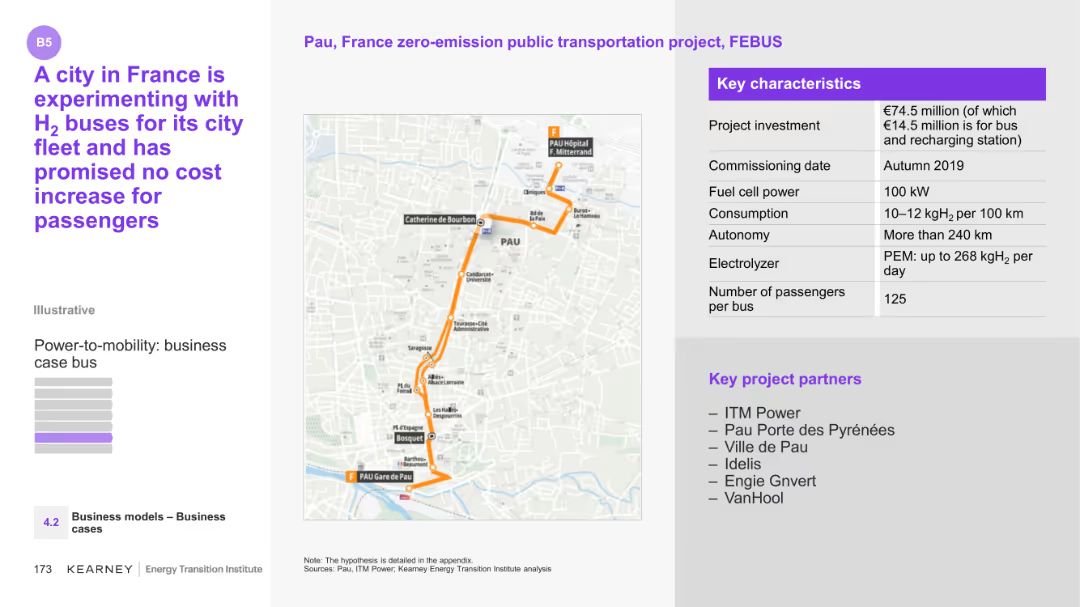 B5
A city in France is
experimenting with
H2 buses for its city
fleet and has
promised no cost
increase for
passengers
Illustrative
Power-to-mobility: business
case bus
4.2
Business models – Business
cases
173 KEARNEY Energy Transition Institute
Pau, France zero-emission public transportation project, FEBUS
F
PAU Hôpital
F. Mitterrand
Cliniques
Buros•
Le Hameau
Bd de
la Paix
Catherine de Bourbon
PAU
Condorcet•
Université
Tourasse•Cité
Administrative
Saragosse
Alliés•
Alsace Lorraine
Pl. du
Foirail
Les Halles•
Despourrins
Pl. d'Espagne
Bosquet
Barthou•
Beaumont
F PAU Gare de Pau
Note: The hypothesis is detailed in the appendix.
Sources: Pau, ITM Power; Kearney Energy Transition Institute analysis
Key characteristics
Project investment
€74.5 million (of which
€14.5 million is for bus
and recharging station)
Commissioning date
Autumn 2019
Fuel cell power
100 kW
Consumption
10–12 kgH2 per 100 km
Autonomy
More than 240 km
Electrolyzer
PEM: up to 268 kgH2 per
day
Number of passengers
per bus
125
Key project partners
– ITM Power
– Pau Porte des Pyrénées
– Ville de Pau
– Idelis
– Engie Gnvert
– VanHool